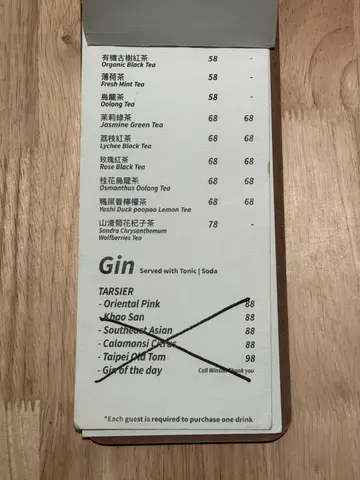 有機古樹紅茶 58 -
Organic Black Tea
薄荷茶 58 -
Fresh Mint Tea
烏龍茶 58 -
Oolong Tea
茉莉綠茶 68 68
Jasmine Green Tea
荔枝紅茶 68 68
Lychee Black Tea
玫瑰紅茶 68 68
Rose Black Tea
桂花烏龍茶 68 68
Osmanthus Oolong Tea
鴨屎香檸檬茶 68 68
Yashi Duck poopoo Lemon Tea
山渣菊花杞子茶 78 -
Sandra Chrysanthemum
Wolfberries Tea
Gin Served with Tonic | Soda
TARSIER
- Oriental Pink 88
- Khao San 88
- Southeast Asian 88
- Calamansi Citrus 88
- Taipei Old Tom 98
- Gin of the day Call Winson Thank you
*Each guest is required to purchase one drink